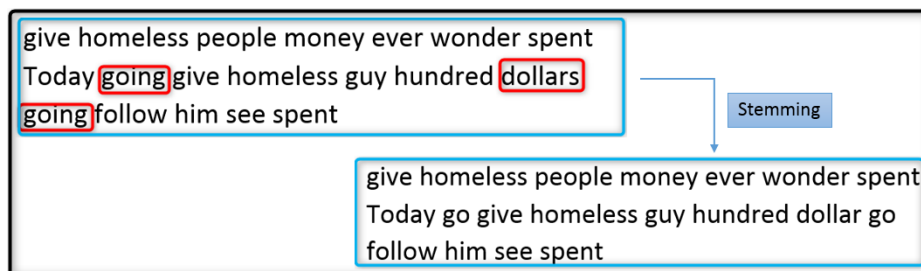 give homeless people money ever wonder spent
Today going give homeless guy hundred dollars
going follow him see spent
Stemming
give homeless people money ever wonder spent
Today go give homeless guy hundred dollar go
follow him see spent